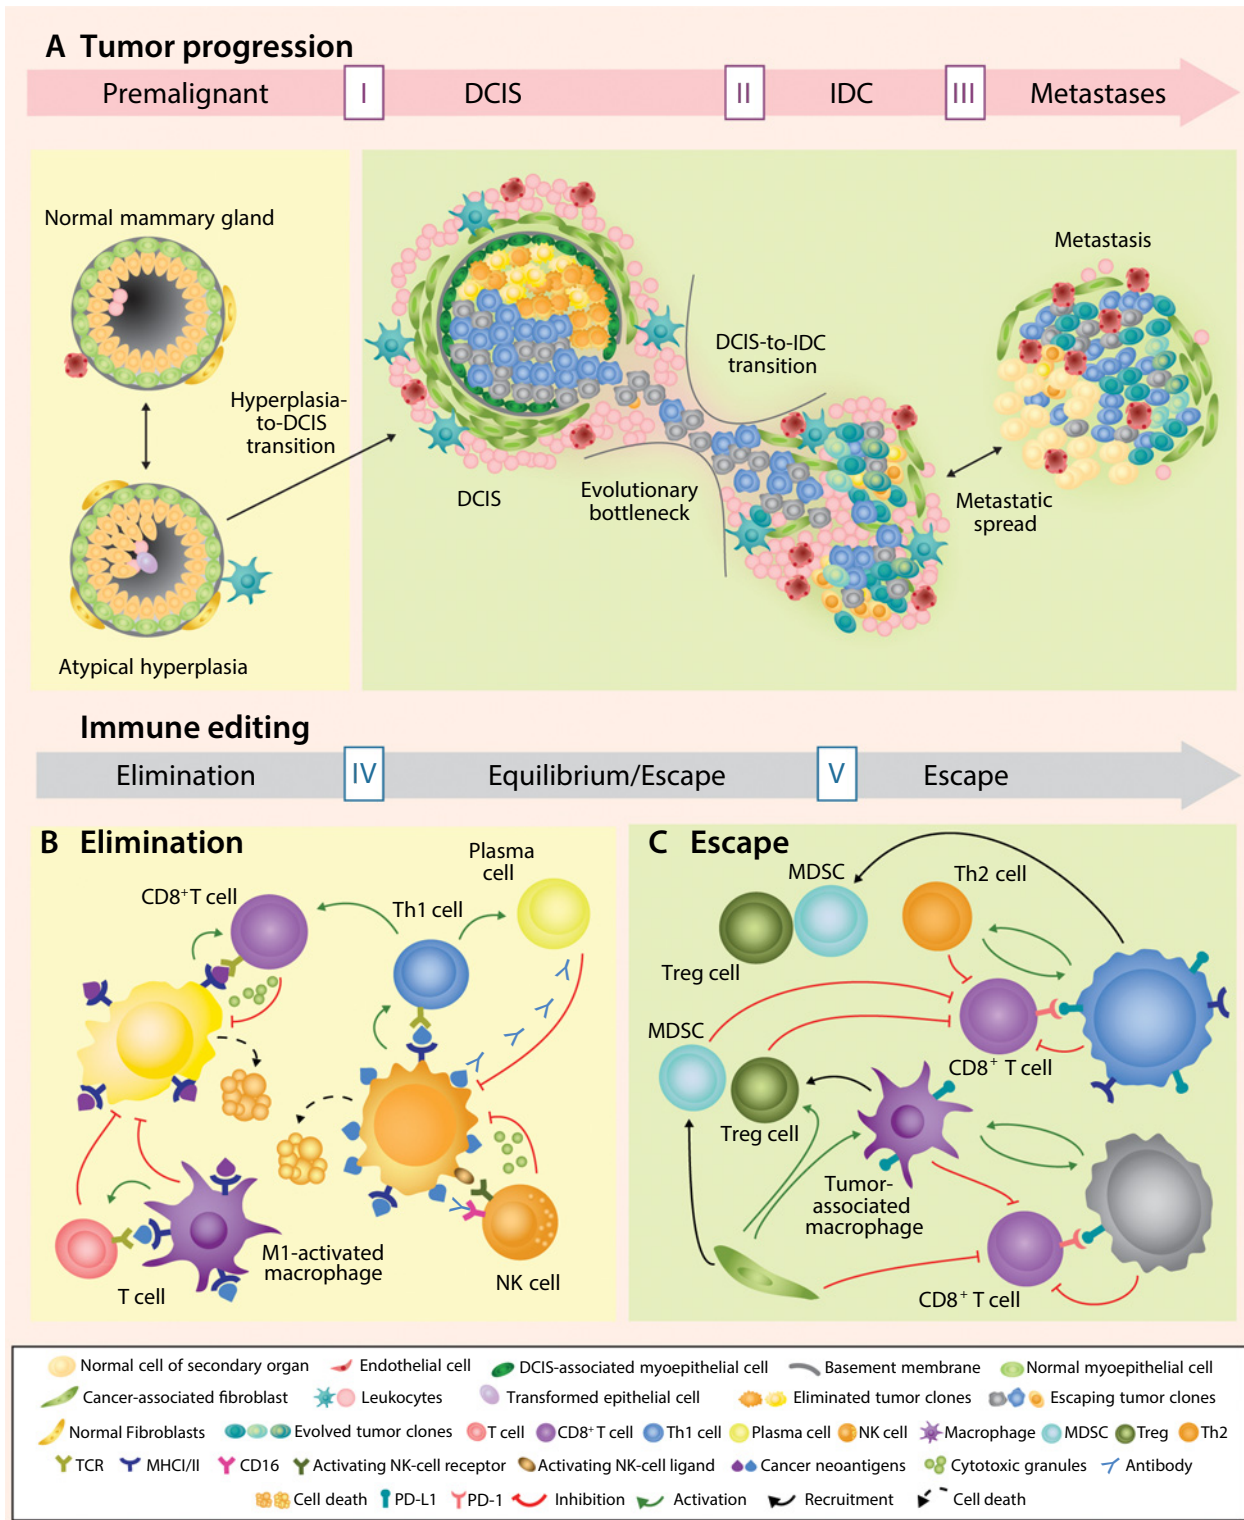 A Tumor progression
Premalignant
I
DCIS
II
IDC
III
Metastases
Normal mammary gland
Hyperplasia-
to-DCIS
transition
Atypical hyperplasia
DCIS
Evolutionary
bottleneck
DCIS-to-IDC
transition
Metastasis
Metastatic
spread
Immune editing
Elimination
IV
Equilibrium/Escape
V
Escape
B Elimination
CD8⁺T cell
Th1 cell
Plasma
cell
T cell
M1-activated
macrophage
NK cell
C Escape
MDSC
Th2 cell
Treg cell
MDSC
CD8⁺ T cell
Treg cell
Tumor-
associated
macrophage
CD8⁺ T cell
Normal cell of secondary organ
Endothelial cell
DCIS-associated myoepithelial cell
Basement membrane
Normal myoepithelial cell
Cancer-associated fibroblast
Leukocytes
Transformed epithelial cell
Eliminated tumor clones
Escaping tumor clones
Normal Fibroblasts
Evolved tumor clones
T cell
CD8⁺ T cell
Th1 cell
Plasma cell
NK cell
Macrophage
MDSC
Treg
Th2
TCR
MHCI/II
CD16
Activating NK-cell receptor
Activating NK-cell ligand
Cancer neoantigens
Cytotoxic granules
Antibody
Cell death
PD-L1
PD-1
Inhibition
Activation
Recruitment
Cell death